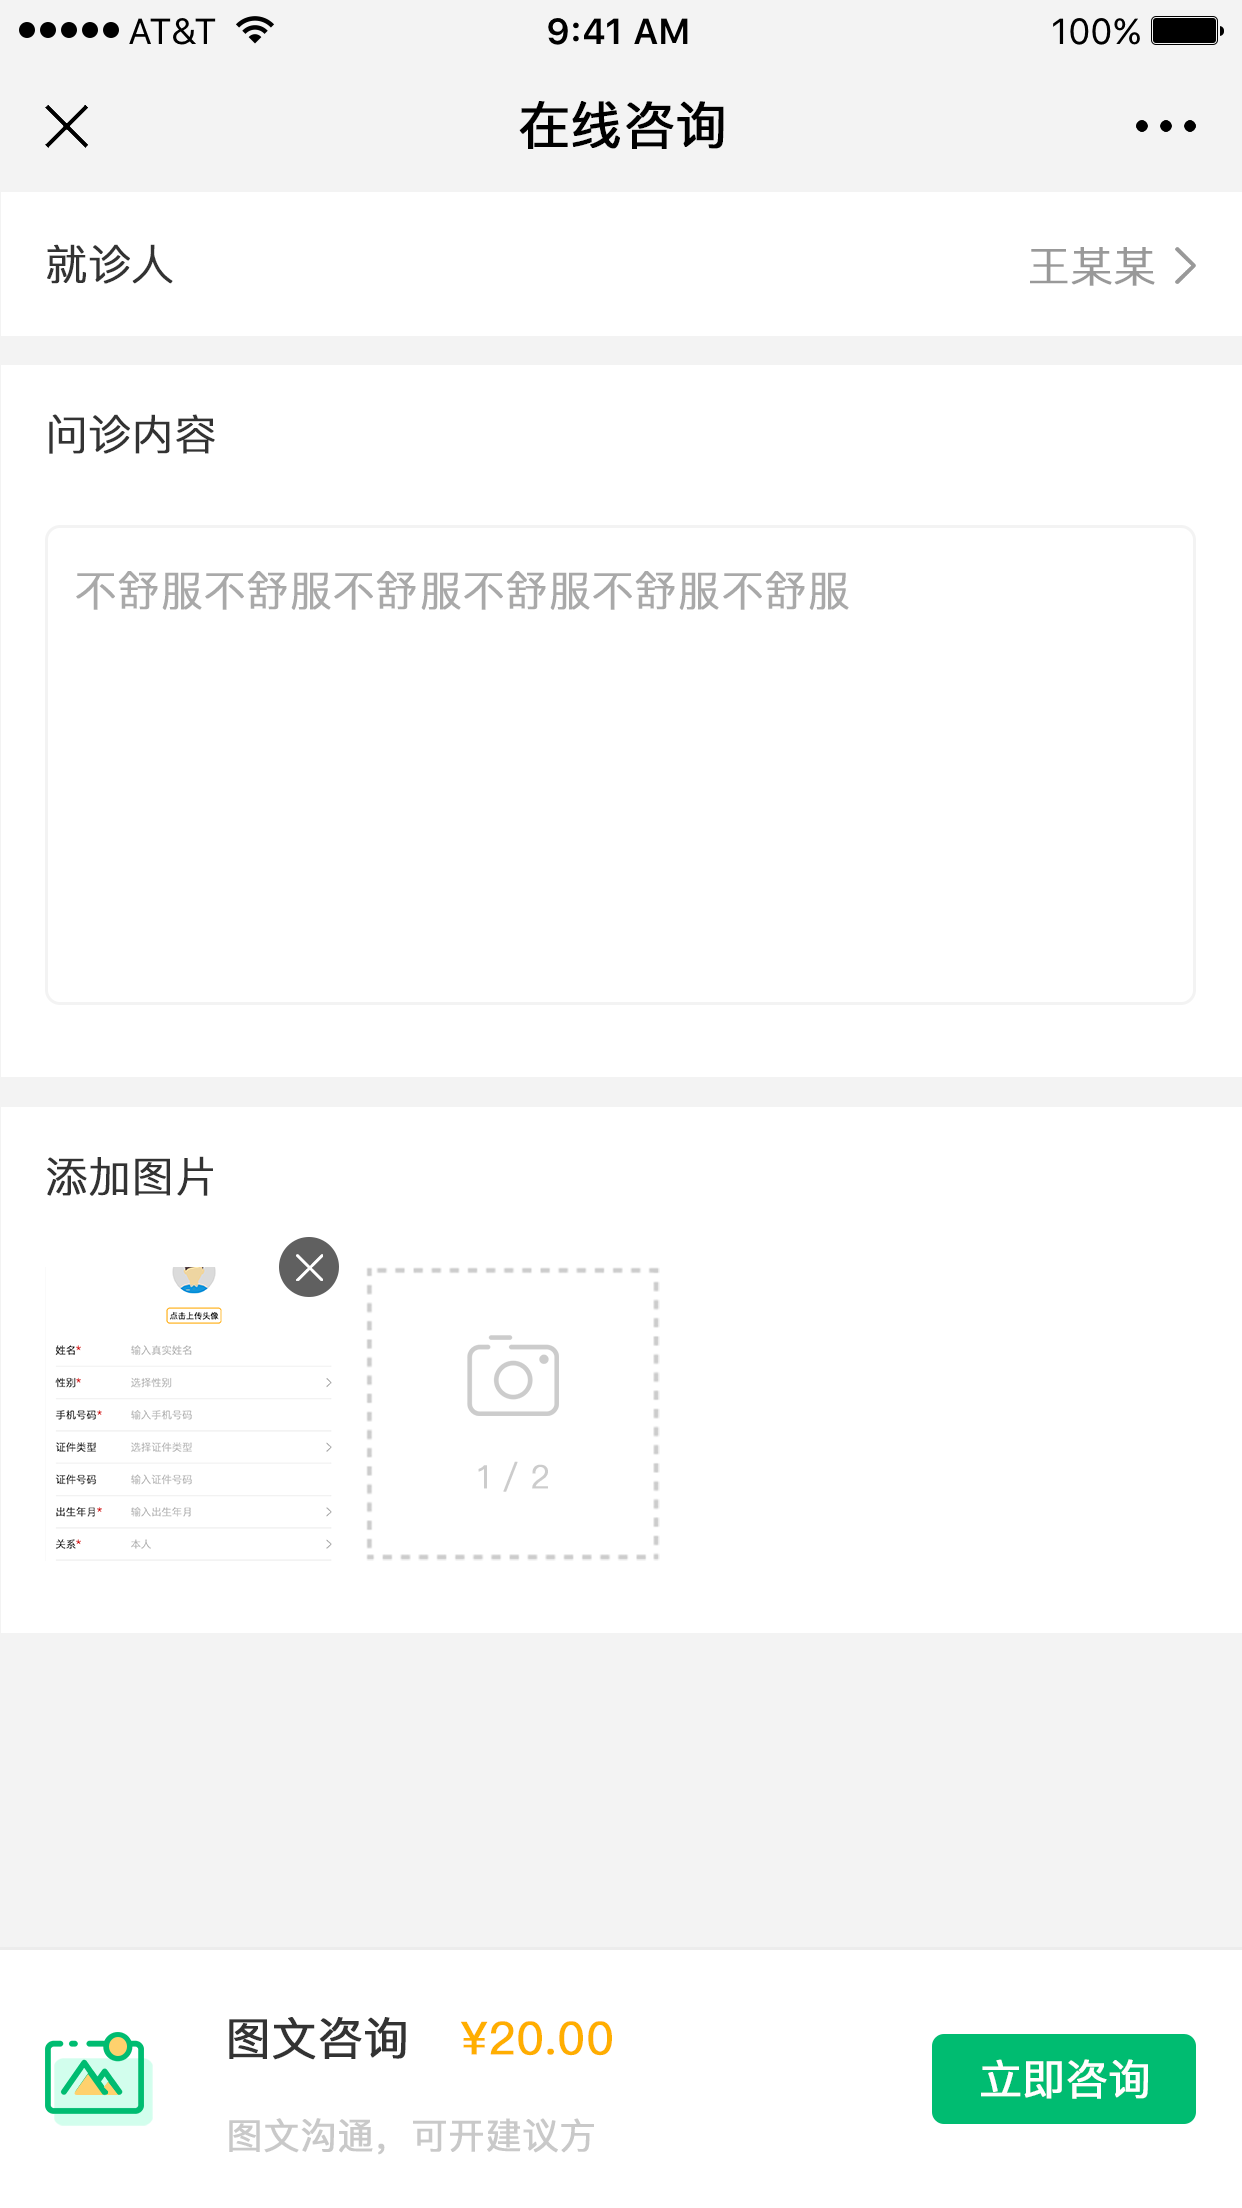 AT&T 9:41 AM 100%
在线咨询
就诊人 王某某
问诊内容
不舒服不舒服不舒服不舒服不舒服不舒服
添加图片
点击上传头像
姓名* 输入真实姓名
性别* 选择性别
手机号码* 输入手机号码
证件类型 选择证件类型
证件号码 输入证件号码
出生年月* 输入出生年月
关系* 本人
1 / 2
图文咨询 ¥20.00
图文沟通，可开建议方
立即咨询